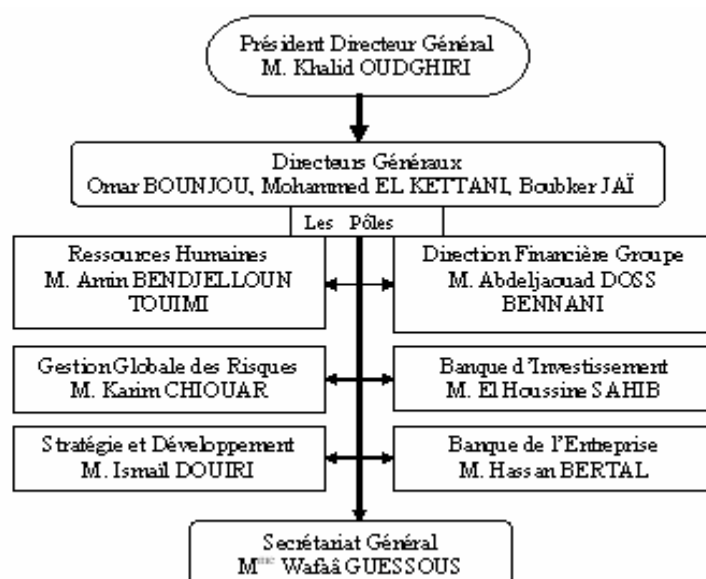 Président Directeur Général
M. Khalid OUDGHIRI
Directeurs Généraux
Omar BOUNJOU, Mohammed EL KETTANI, Boubker JAÏ
Les Pôles
Ressources Humaines
M. Amin BENDJELLOUN
TOUIMI
Direction Financière Groupe
M. Abdeljaouad DOSS
BENNANI
Gestion Globale des Risques
M. Karim CHIOUAR
Banque d'Investissement
M. El Houssine SAHIB
Stratégie et Développement
M. Ismail DOUIRI
Banque de l'Entreprise
M. Hassan BERTAL
Secrétariat Général
Mme Wafaâ GUESSOUS